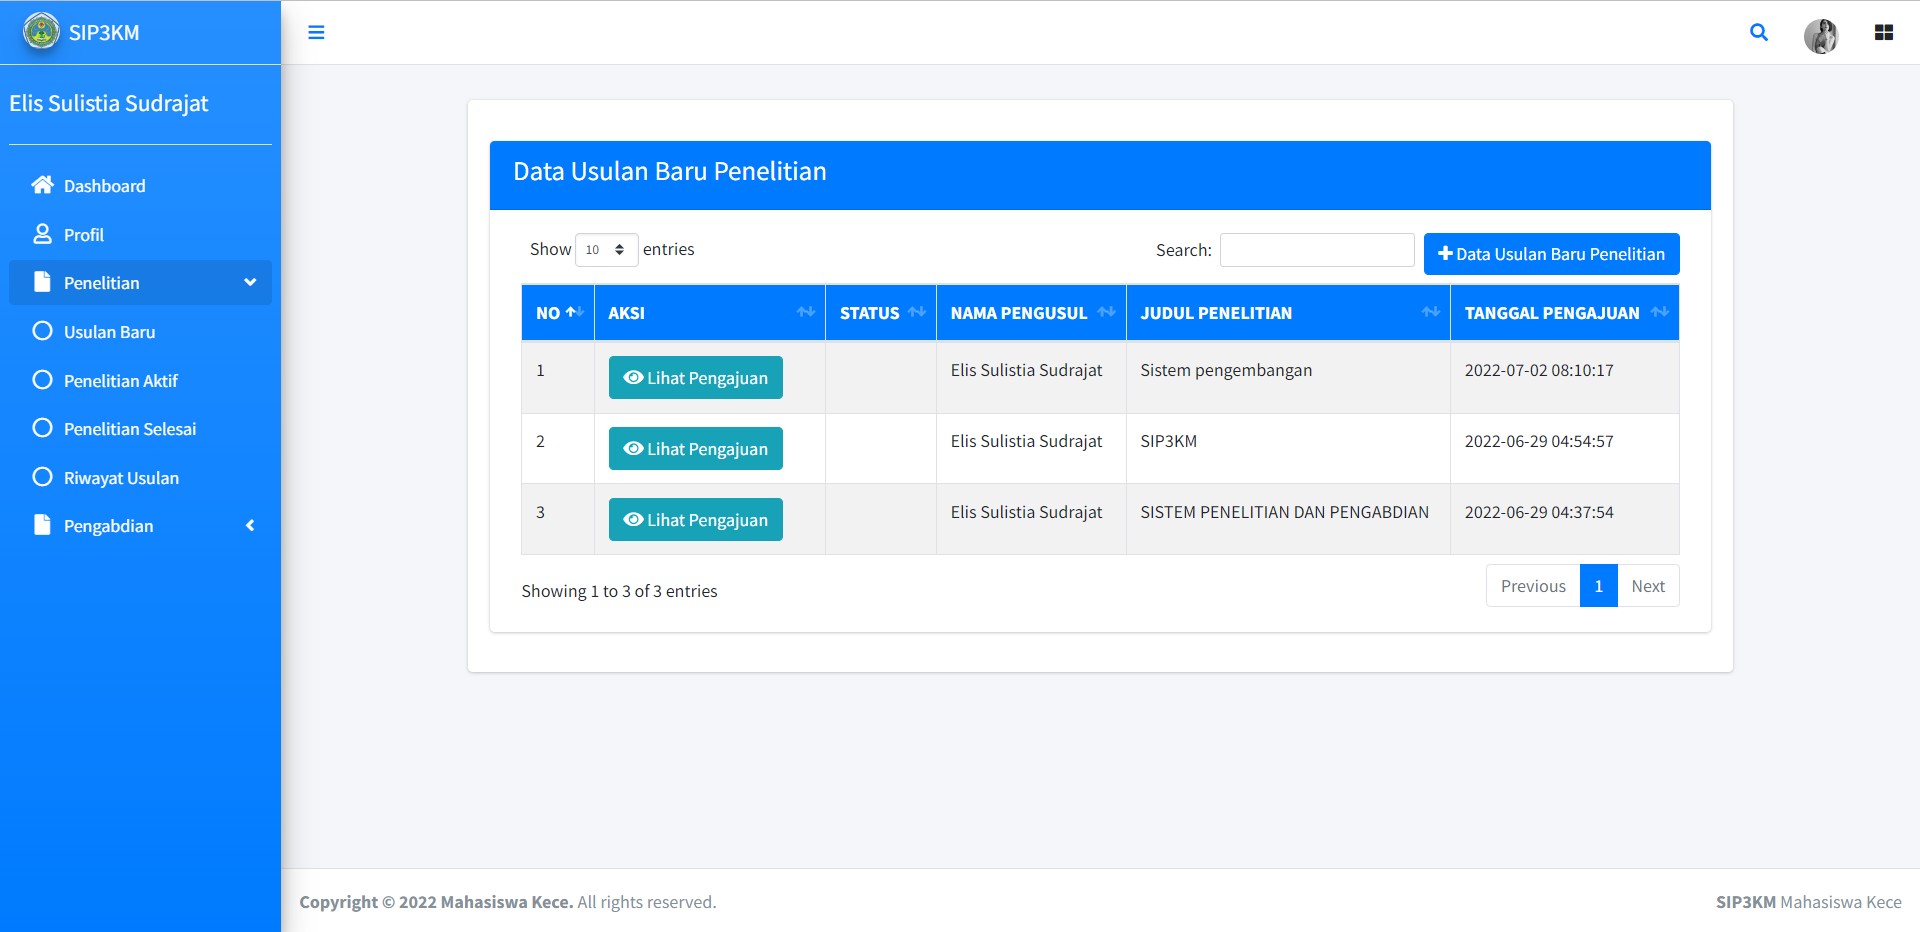 SIP3KM
Elis Sulistia Sudrajat
Dashboard
Profil
Penelitian
Usulan Baru
Penelitian Aktif
Penelitian Selesai
Riwayat Usulan
Pengabdian
Data Usulan Baru Penelitian
Show 10 entries
Search:
Data Usulan Baru Penelitian
NO AKSI STATUS NAMA PENGUSUL JUDUL PENELITIAN TANGGAL PENGAJUAN
1 Lihat Pengajuan Elis Sulistia Sudrajat Sistem pengembangan 2022-07-02 08:10:17
2 Lihat Pengajuan Elis Sulistia Sudrajat SIP3KM 2022-06-29 04:54:57
3 Lihat Pengajuan Elis Sulistia Sudrajat SISTEM PENELITIAN DAN PENGABDIAN 2022-06-29 04:37:54
Showing 1 to 3 of 3 entries
Previous 1 Next
Copyright © 2022 Mahasiswa Kece. All rights reserved.
SIP3KM Mahasiswa Kece